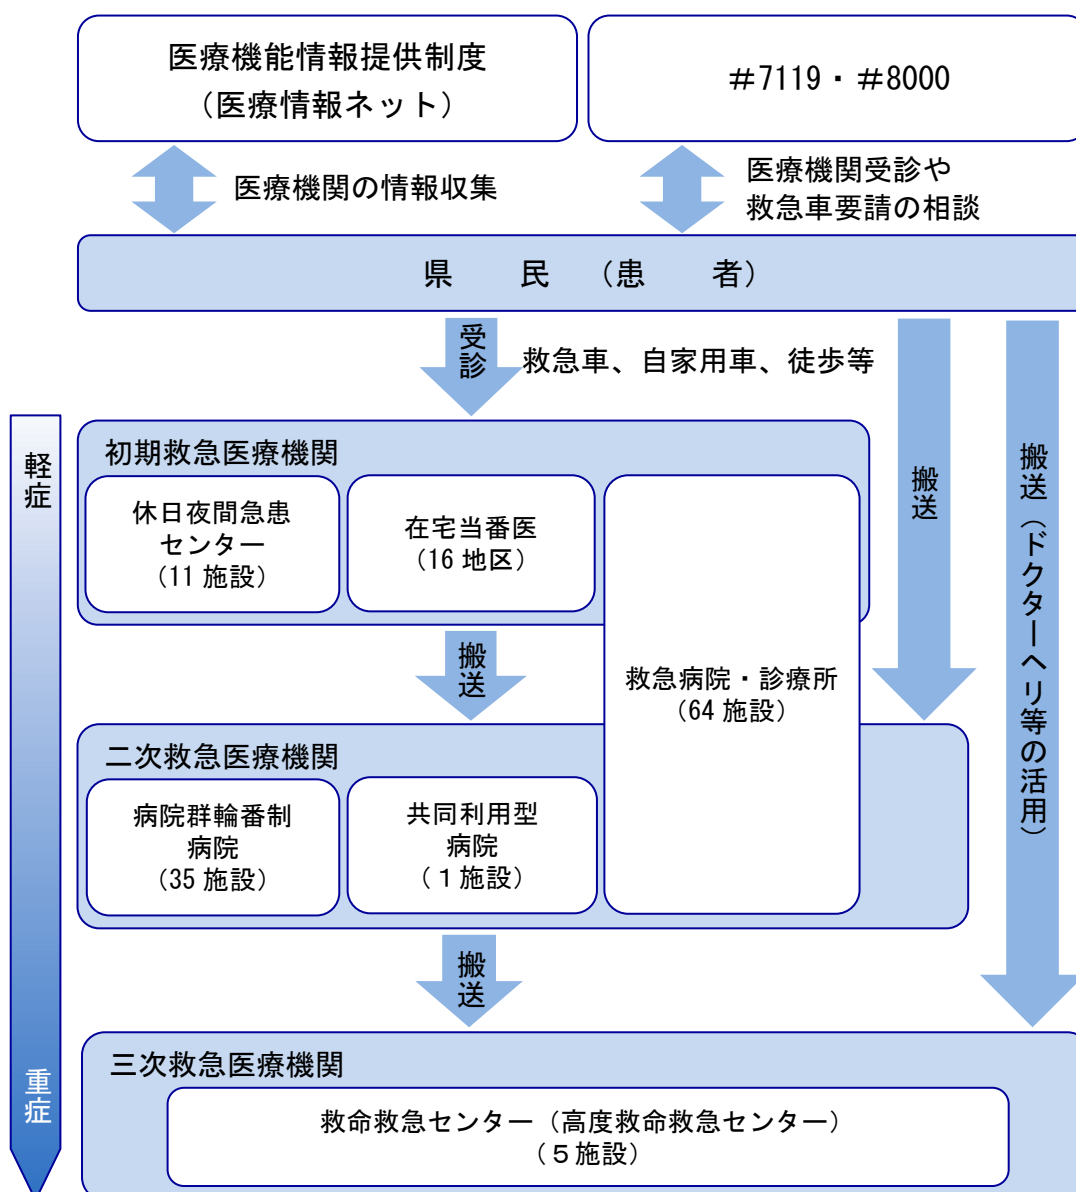 医療機能情報提供制度
（医療情報ネット）
＃7119・＃8000
医療機関の情報収集
医療機関受診や
救急車要請の相談
県　　民　（患　　者）
受診
救急車、自家用車、徒歩等
軽症
初期救急医療機関
休日夜間急患
センター
（11 施設）
在宅当番医
（16 地区）
搬送
搬送（ドクターヘリ等の活用）
搬送
救急病院・診療所
（64 施設）
二次救急医療機関
病院群輪番制
病院
（35 施設）
共同利用型
病院
（１施設）
搬送
重症
三次救急医療機関
救命救急センター（高度救命救急センター）
（５施設）